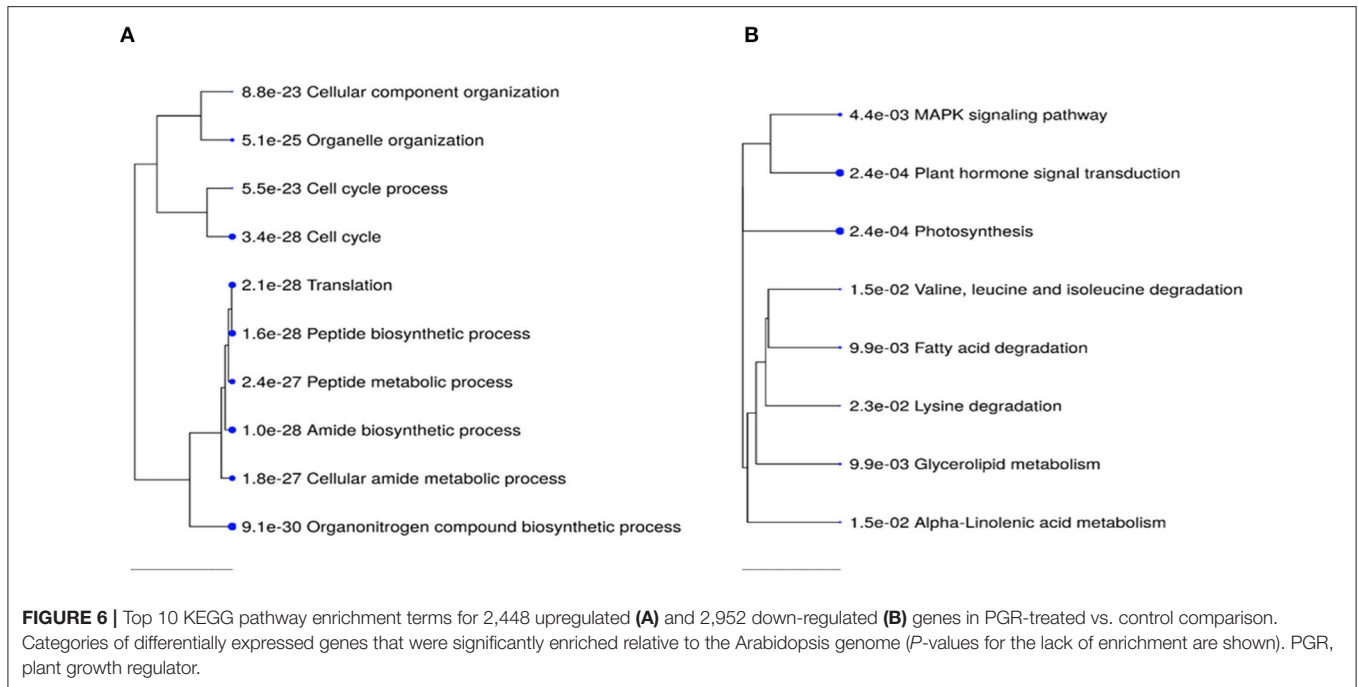 A
8.8e-23 Cellular component organization
5.1e-25 Organelle organization
5.5e-23 Cell cycle process
3.4e-28 Cell cycle
2.1e-28 Translation
1.6e-28 Peptide biosynthetic process
2.4e-27 Peptide metabolic process
1.0e-28 Amide biosynthetic process
1.8e-27 Cellular amide metabolic process
9.1e-30 Organonitrogen compound biosynthetic process
B
4.4e-03 MAPK signaling pathway
2.4e-04 Plant hormone signal transduction
2.4e-04 Photosynthesis
1.5e-02 Valine, leucine and isoleucine degradation
9.9e-03 Fatty acid degradation
2.3e-02 Lysine degradation
9.9e-03 Glycerolipid metabolism
1.5e-02 Alpha-Linolenic acid metabolism
FIGURE 6 | Top 10 KEGG pathway enrichment terms for 2,448 upregulated (A) and 2,952 down-regulated (B) genes in PGR-treated vs. control comparison.
Categories of differentially expressed genes that were significantly enriched relative to the Arabidopsis genome (P-values for the lack of enrichment are shown). PGR,
plant growth regulator.